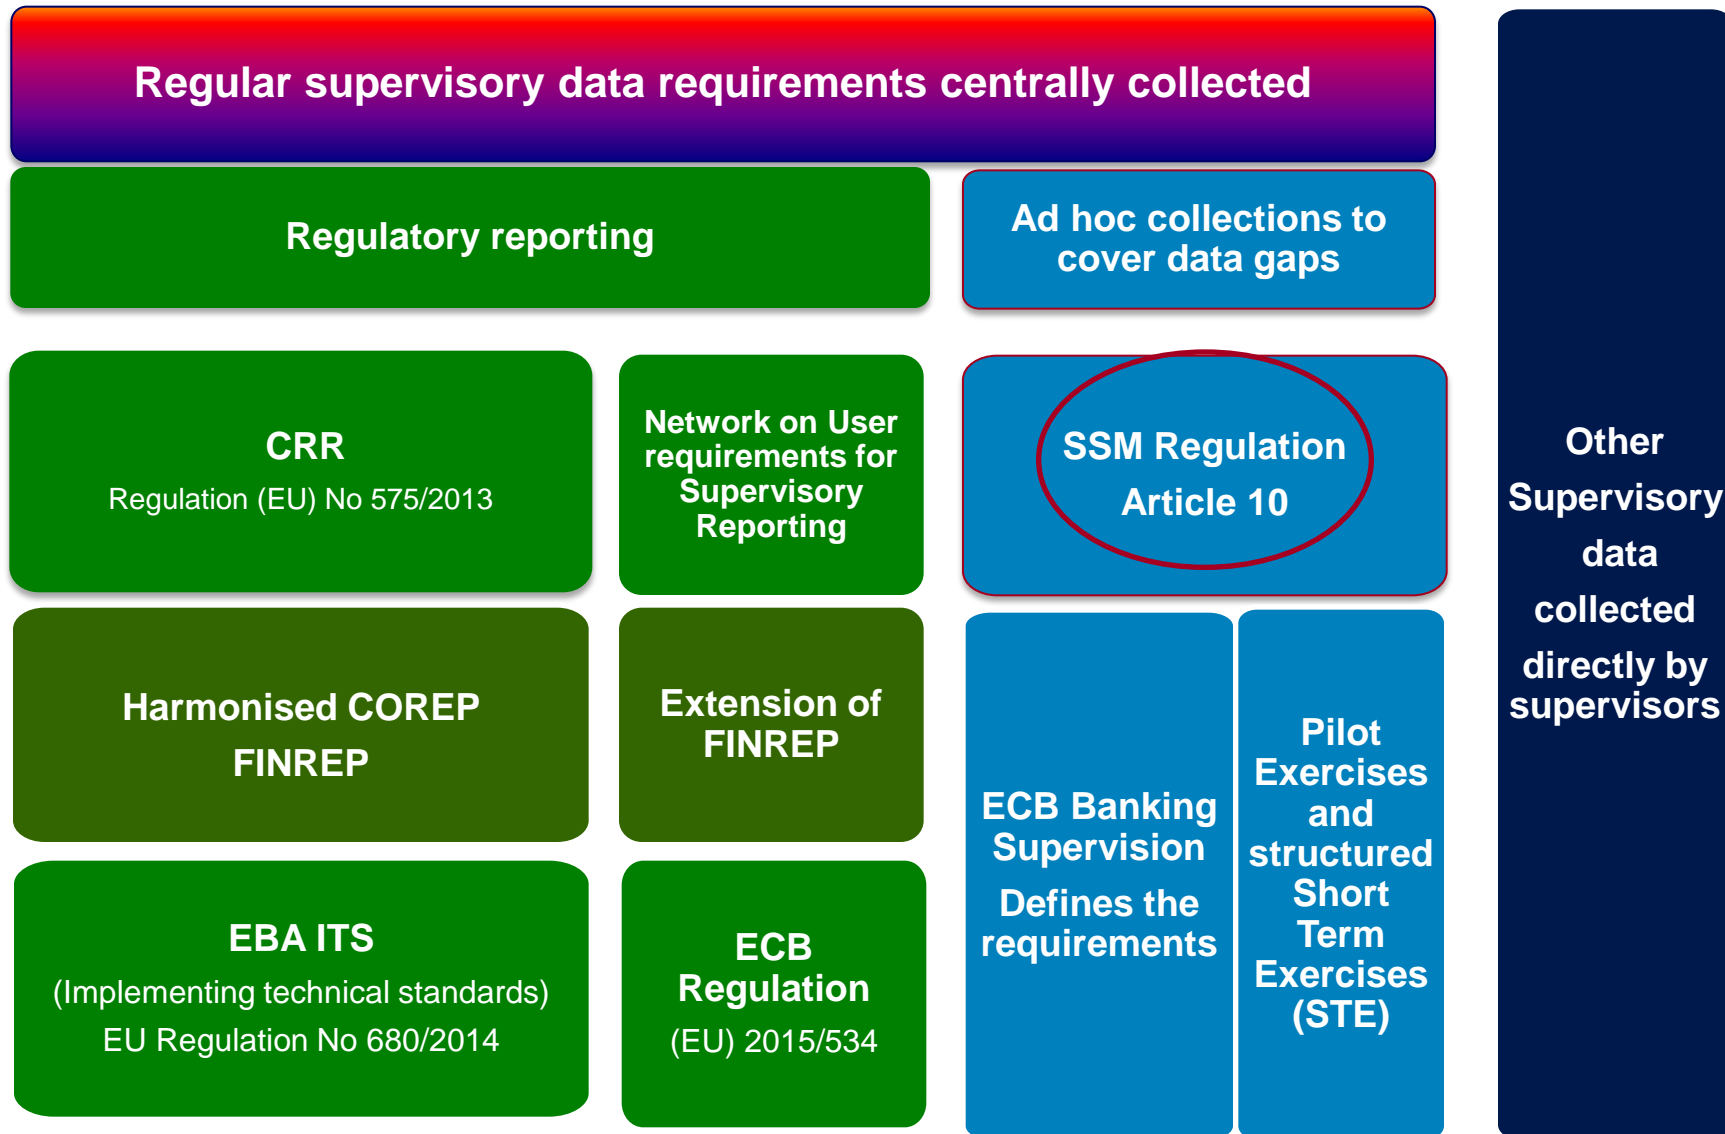 Regular supervisory data requirements centrally collected
Regulatory reporting
Ad hoc collections to
cover data gaps
CRR
Regulation (EU) No 575/2013
Network on User
requirements for
Supervisory
Reporting
SSM Regulation
Article 10
Harmonised COREP
FINREP
Extension of
FINREP
EBA ITS
(Implementing technical standards)
EU Regulation No 680/2014
ECB
Regulation
(EU) 2015/534
ECB Banking
Supervision
Defines the
requirements
Pilot
Exercises
and
structured
Short
Term
Exercises
(STE)
Other
Supervisory
data
collected
directly by
supervisors